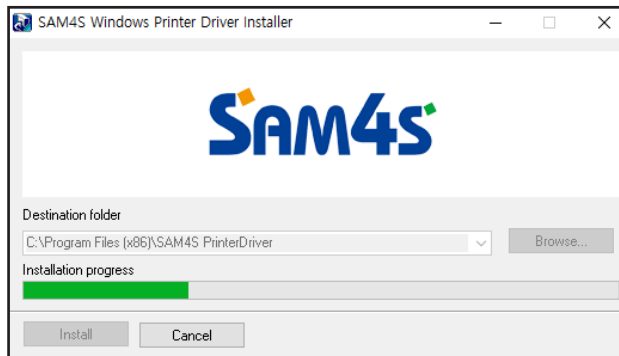 SAM4S Windows Printer Driver Installer
SAM4S
Destination folder
C:\Program Files (x86)\SAM4S PrinterDriver
Browse...
Installation progress
Install
Cancel